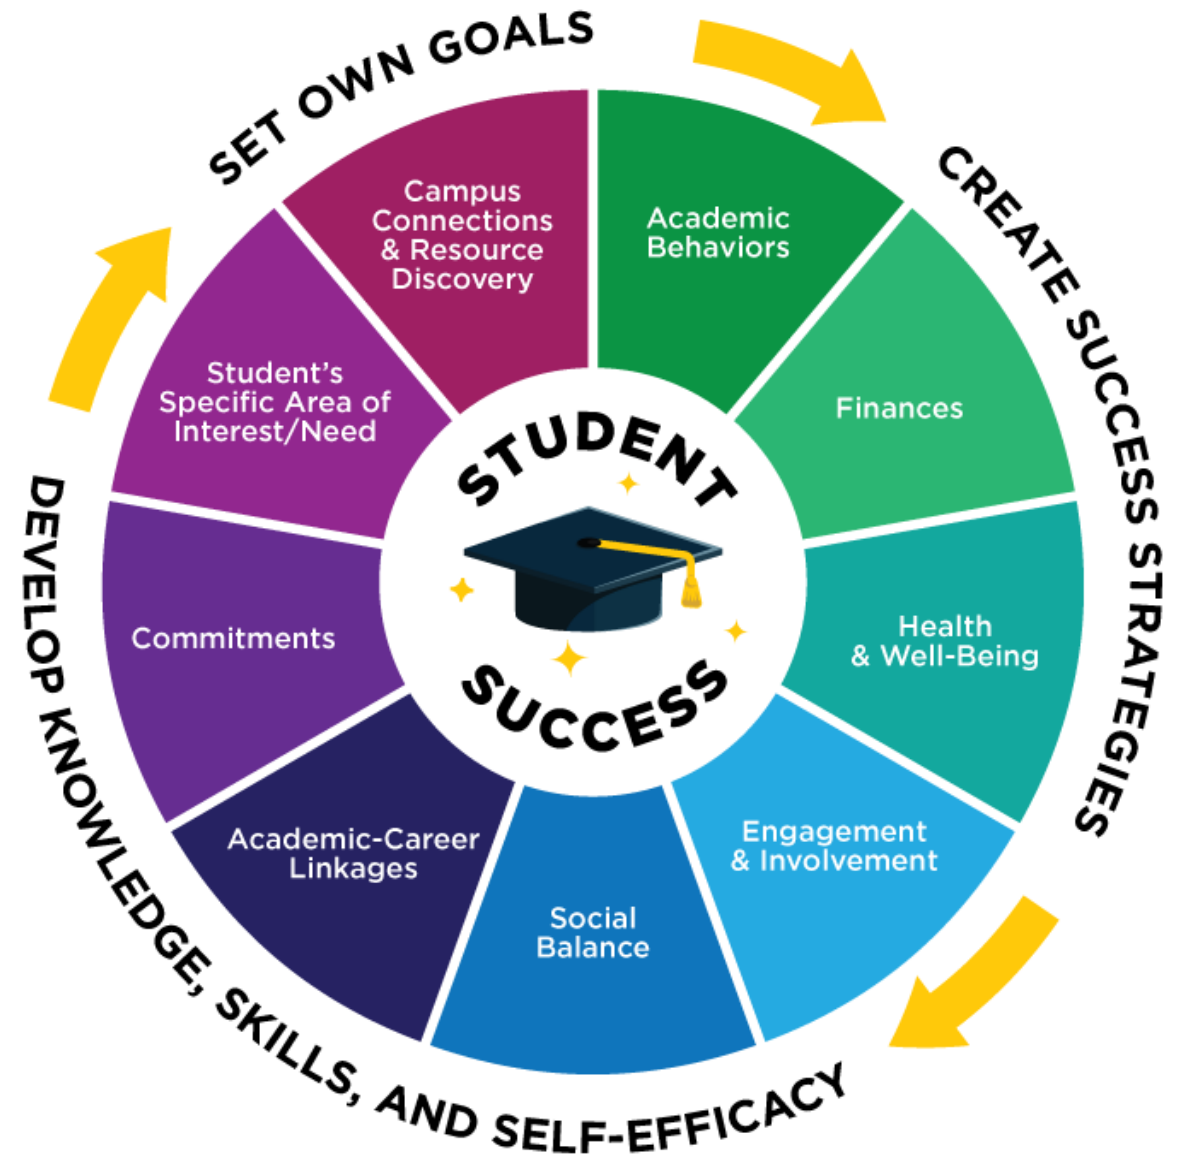 SET OWN GOALS
CREATE SUCCESS STRATEGIES
DEVELOP KNOWLEDGE, SKILLS, AND SELF-EFFICACY
STUDENT
SUCCESS
Academic
Behaviors
Finances
Health
& Well-Being
Engagement
& Involvement
Social
Balance
Academic-Career
Linkages
Commitments
Student’s
Specific Area of
Interest/Need
Campus
Connections
& Resource
Discovery